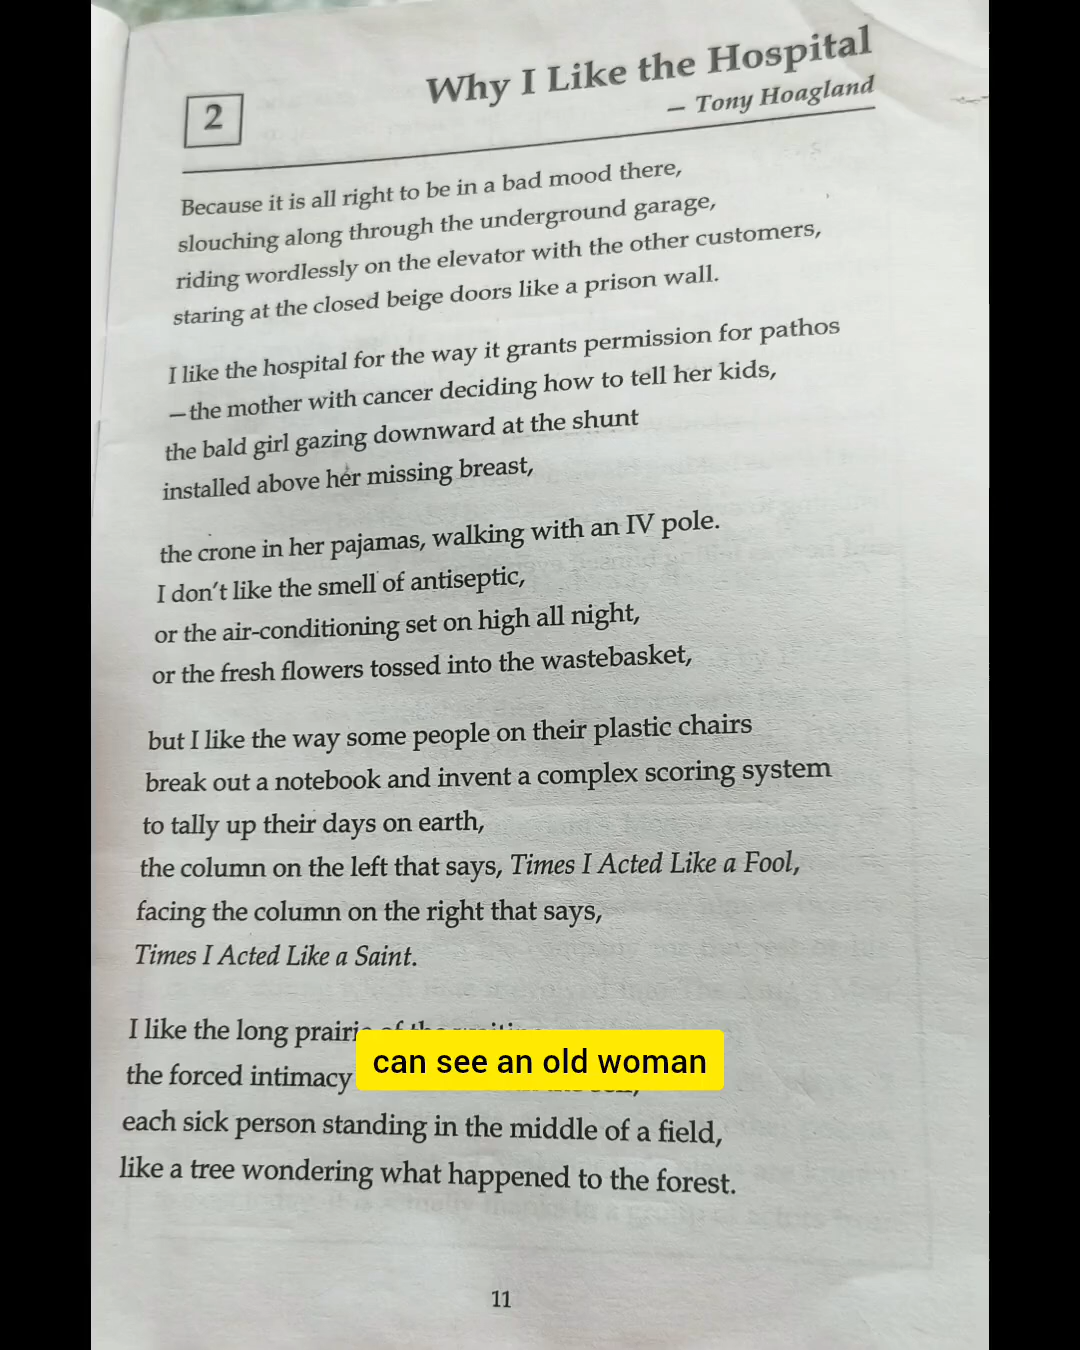 2
Why I Like the Hospital
— Tony Hoagland
Because it is all right to be in a bad mood there,
slouching along through the underground garage,
riding wordlessly on the elevator with the other customers,
staring at the closed beige doors like a prison wall.
I like the hospital for the way it grants permission for pathos
—the mother with cancer deciding how to tell her kids,
the bald girl gazing downward at the shunt
installed above her missing breast,
the crone in her pajamas, walking with an IV pole.
I don't like the smell of antiseptic,
or the air-conditioning set on high all night,
or the fresh flowers tossed into the wastebasket,
but I like the way some people on their plastic chairs
break out a notebook and invent a complex scoring system
to tally up their days on earth,
the column on the left that says, Times I Acted Like a Fool,
facing the column on the right that says,
Times I Acted Like a Saint.
I like the long
can see an old woman
the forced intimacy
each sick person standing in the middle of a field,
like a tree wondering what happened to the forest.
11